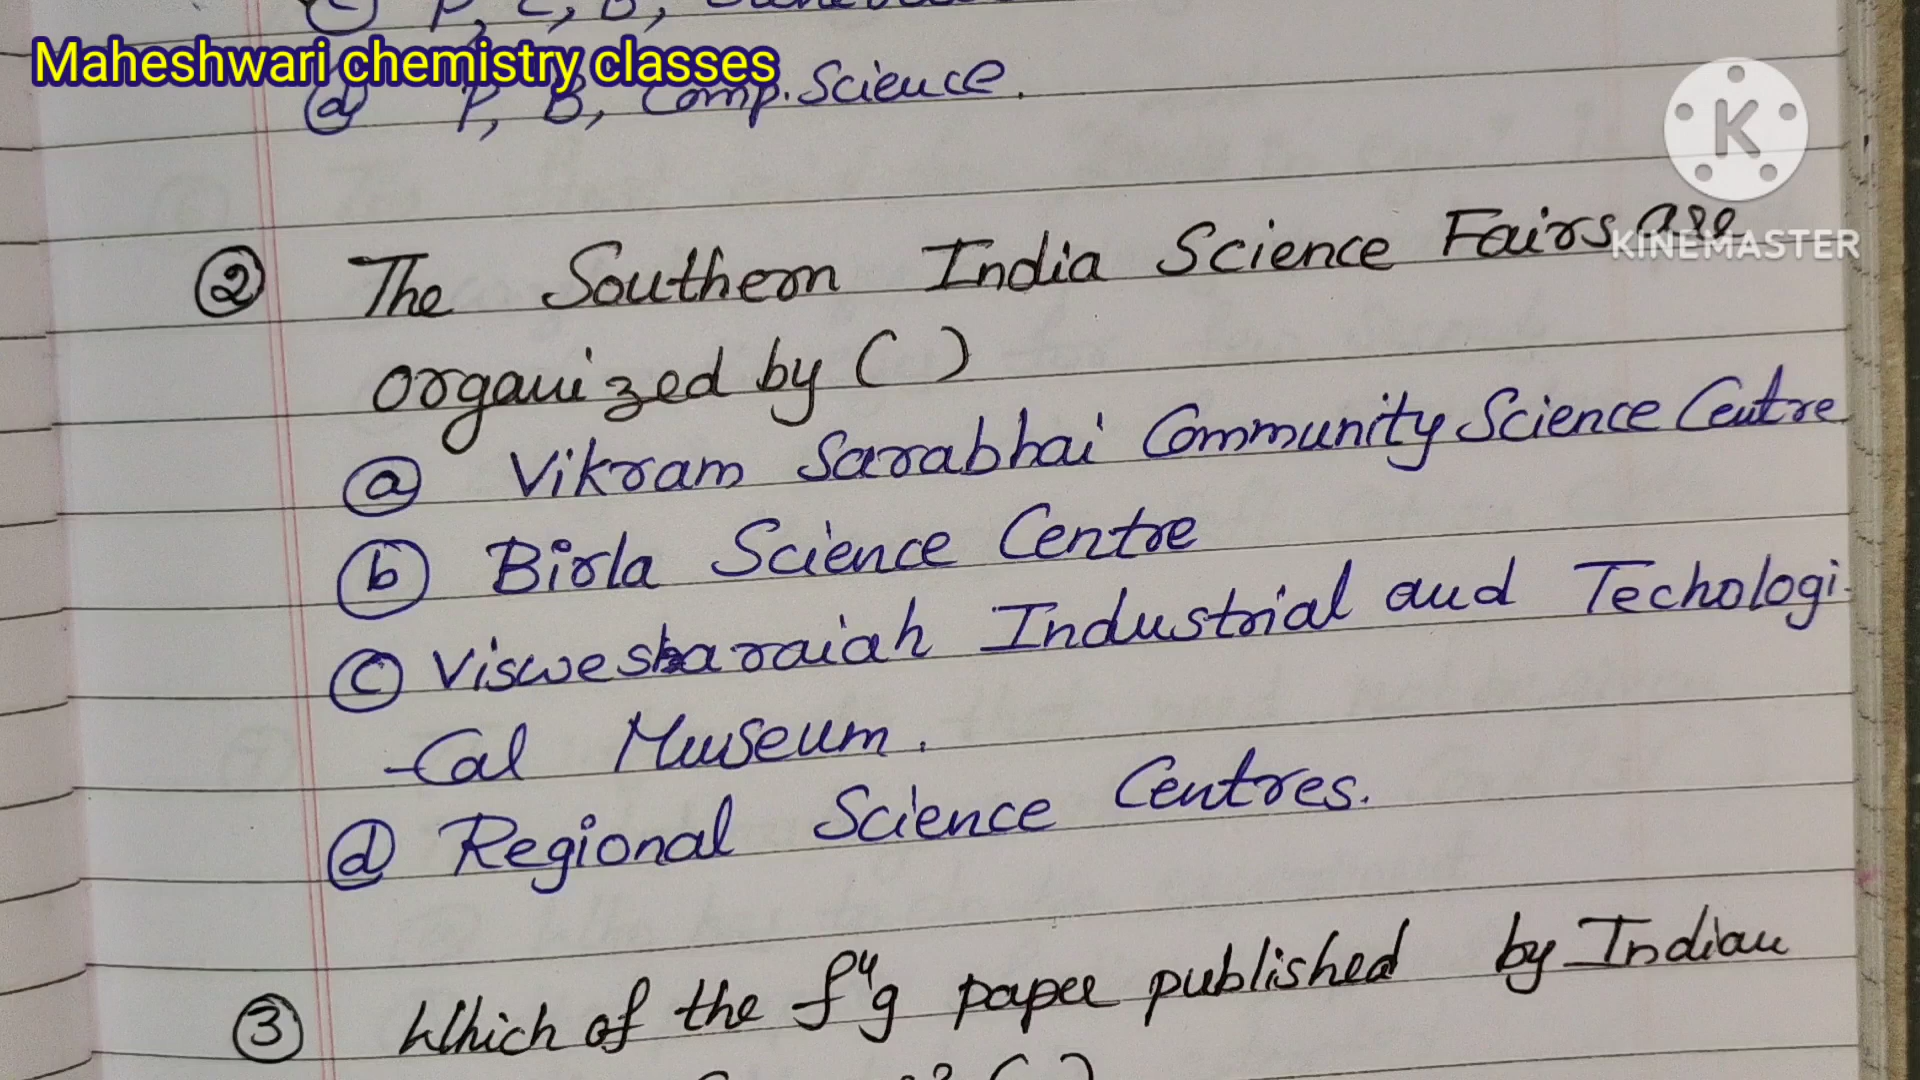 Maheshwari chemistry classes
ⓓ P, B, Comp. Science.
KINEMASTER
② The Southern India Science Fairs are
organized by ( )
ⓐ Vikram Sarabhai Community Science Centre
ⓑ Birla Science Centre
ⓒ Viswesharaiah Industrial and Techologi-
-Cal Museum.
ⓓ Regional Science Centres.
③ Which of the f"g paper published by Indian